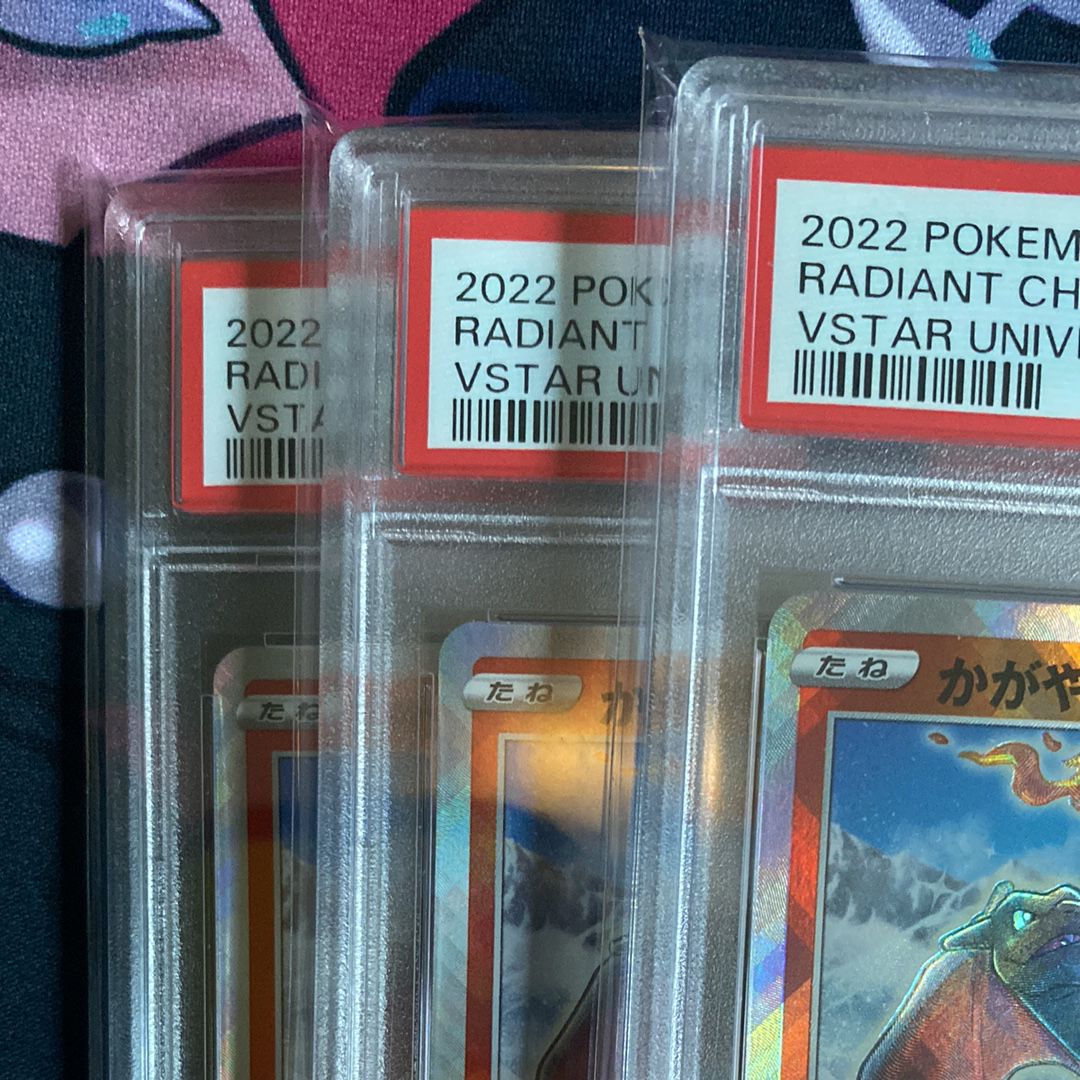 2022
RADI
VSTA
たね
2022 POK
RADIANT
VSTAR UN
たね
か
2022 POKEM
RADIANT CH
VSTAR UNIV
たね
かがや